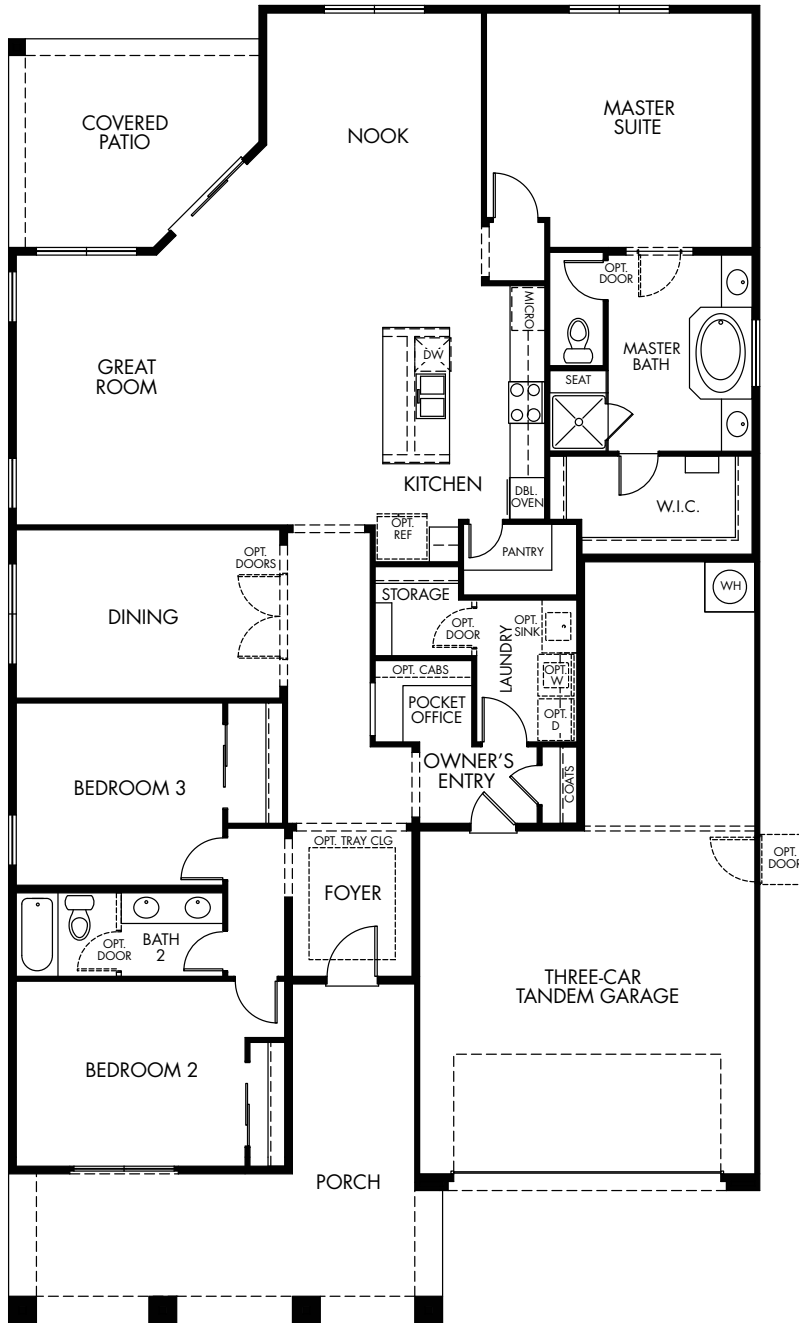 MASTER
SUITE
COVERED
PATIO
NOOK
OPT.
DOOR
MICRO
DW
MASTER
BATH
GREAT
ROOM
SEAT
KITCHEN
DBL.
OVEN
W.I.C.
OPT.
REF
PANTRY
OPT.
DOORS
WH
STORAGE
DINING
OPT.
DOOR
OPT.
SINK
LAUNDRY
OPT. CABS
OPT.
W
POCKET
OFFICE
OPT.
D
OWNER'S
ENTRY
COATS
BEDROOM 3
OPT. TRAY CLG
OPT.
DOOR
FOYER
BATH
2
OPT.
DOOR
THREE-CAR
TANDEM GARAGE
BEDROOM 2
PORCH